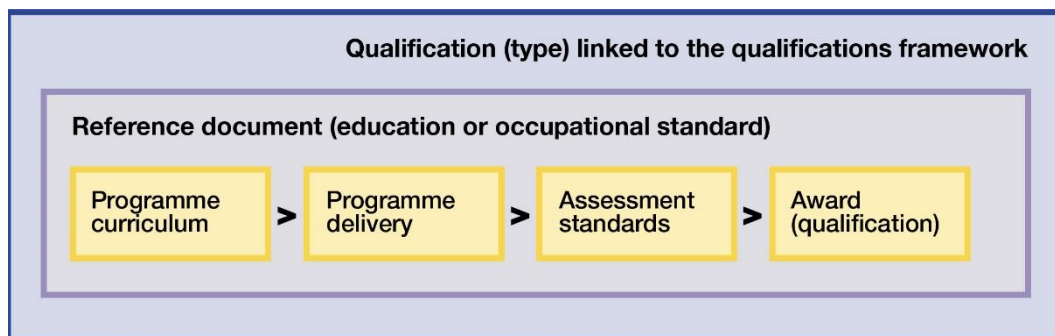 Qualification (type) linked to the qualifications framework
Reference document (education or occupational standard)
Programme
curriculum
>
Programme
delivery
>
Assessment
standards
>
Award
(qualification)